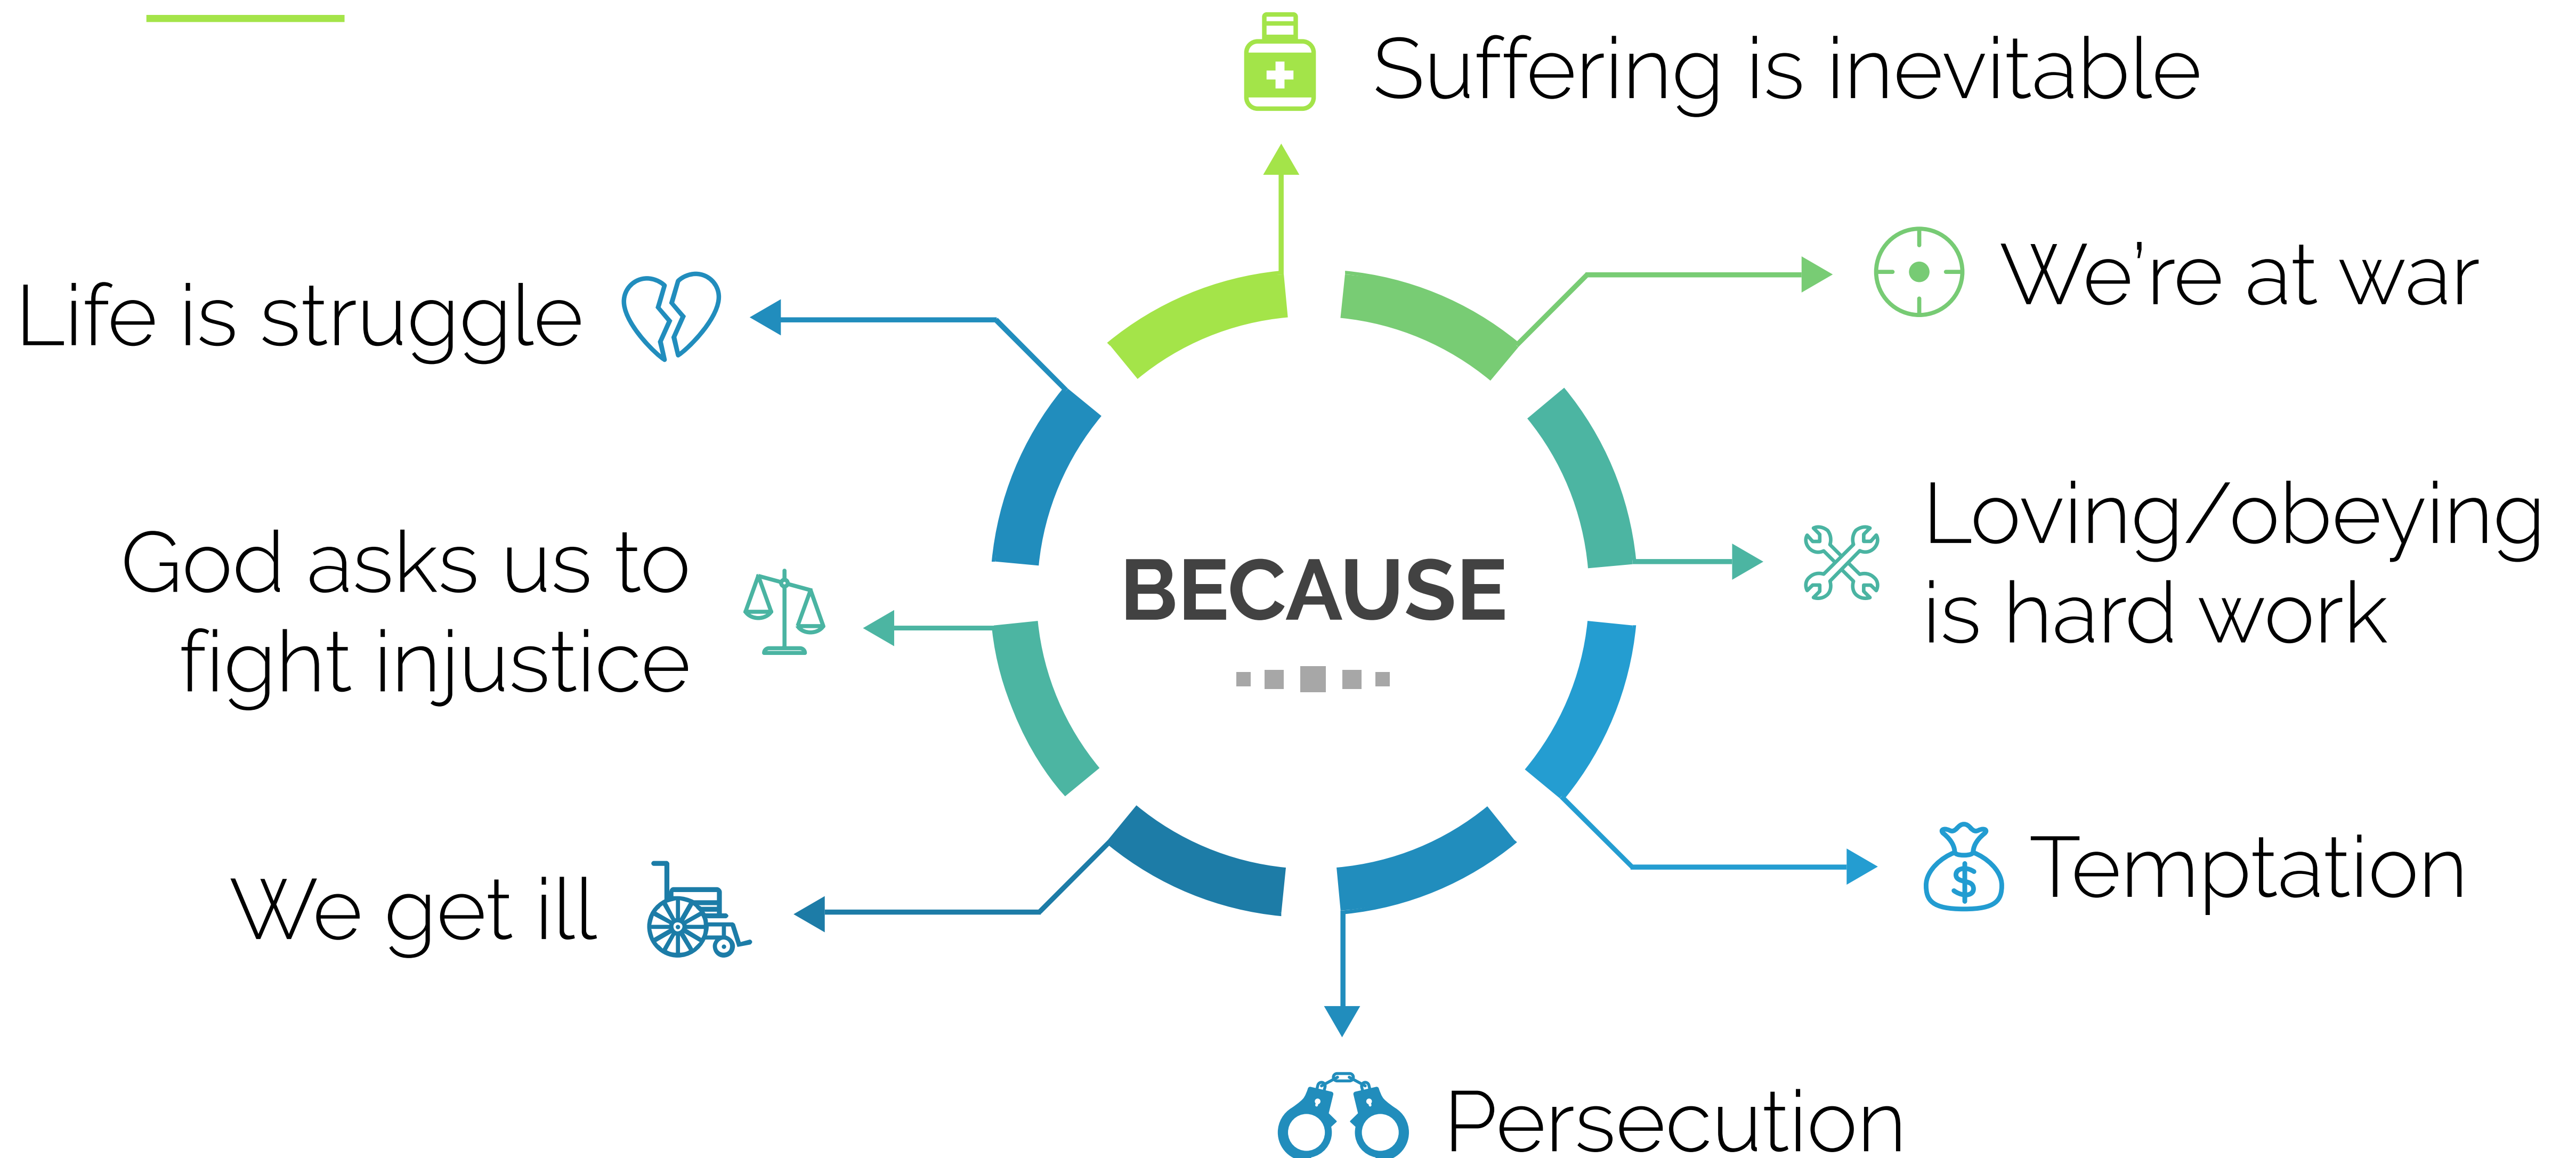 Suffering is inevitable
We’re at war
Loving/obeying
is hard work
Temptation
Persecution
We get ill
God asks us to
fight injustice
Life is struggle
BECAUSE
$